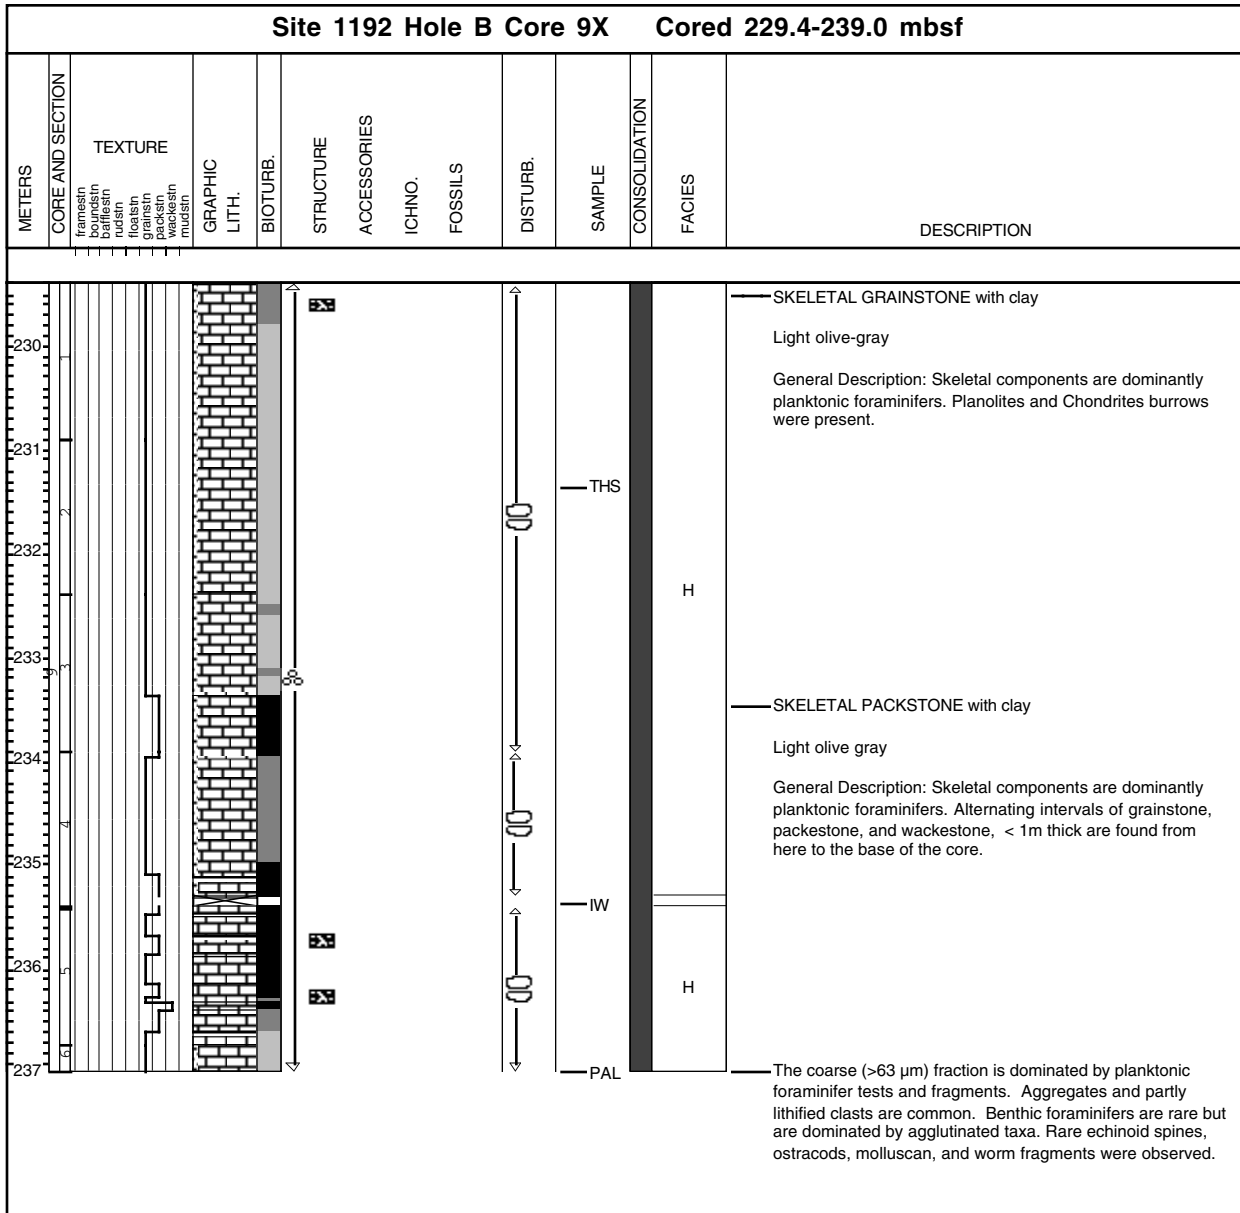 Site 1192 Hole B Core 9X Cored 229.4-239.0 mbsf
METERS
CORE AND SECTION
TEXTURE
framestn
boundstn
bafflestn
rudstn
floatstn
grainstn
packstn
wackestn
mudstn
GRAPHIC
LITH.
BIOTURB.
STRUCTURE
ACCESSORIES
ICHNO.
FOSSILS
DISTURB.
SAMPLE
CONSOLIDATION
FACIES
DESCRIPTION
230
231
232
233
234
235
236
237
9
1
2
3
4
5
6
THS
IW
PAL
H
H
SKELETAL GRAINSTONE with clay
Light olive-gray
General Description: Skeletal components are dominantly
planktonic foraminifers. Planolites and Chondrites burrows
were present.
SKELETAL PACKSTONE with clay
Light olive gray
General Description: Skeletal components are dominantly
planktonic foraminifers. Alternating intervals of grainstone,
packestone, and wackestone, < 1m thick are found from
here to the base of the core.
The coarse (>63 µm) fraction is dominated by planktonic
foraminifer tests and fragments. Aggregates and partly
lithified clasts are common. Benthic foraminifers are rare but
are dominated by agglutinated taxa. Rare echinoid spines,
ostracods, molluscan, and worm fragments were observed.